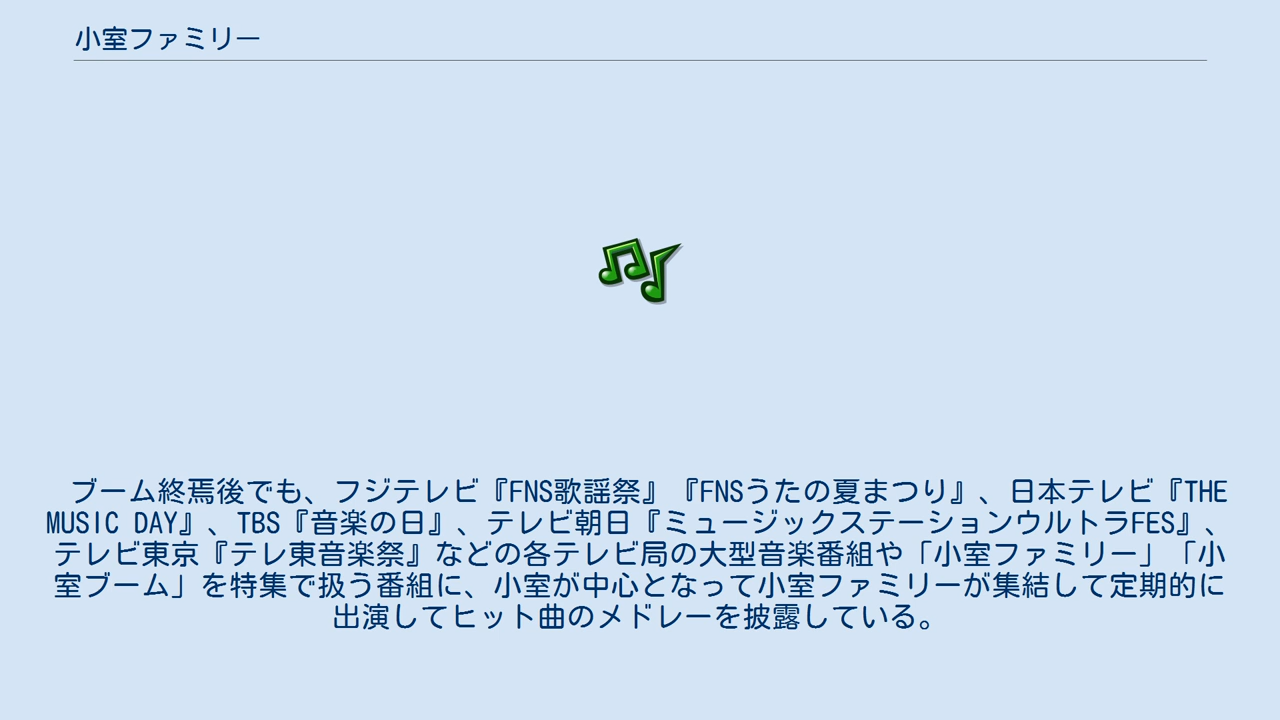 小室ファミリー
ブーム終焉後でも、フジテレビ『FNS歌謡祭』『FNSうたの夏まつり』、日本テレビ『THE
MUSIC DAY』、TBS『音楽の日』、テレビ朝日『ミュージックステーションウルトラFES』、
テレビ東京『テレ東音楽祭』などの各テレビ局の大型音楽番組や「小室ファミリー」「小
室ブーム」を特集で扱う番組に、小室が中心となって小室ファミリーが集結して定期的に
出演してヒット曲のメドレーを披露している。